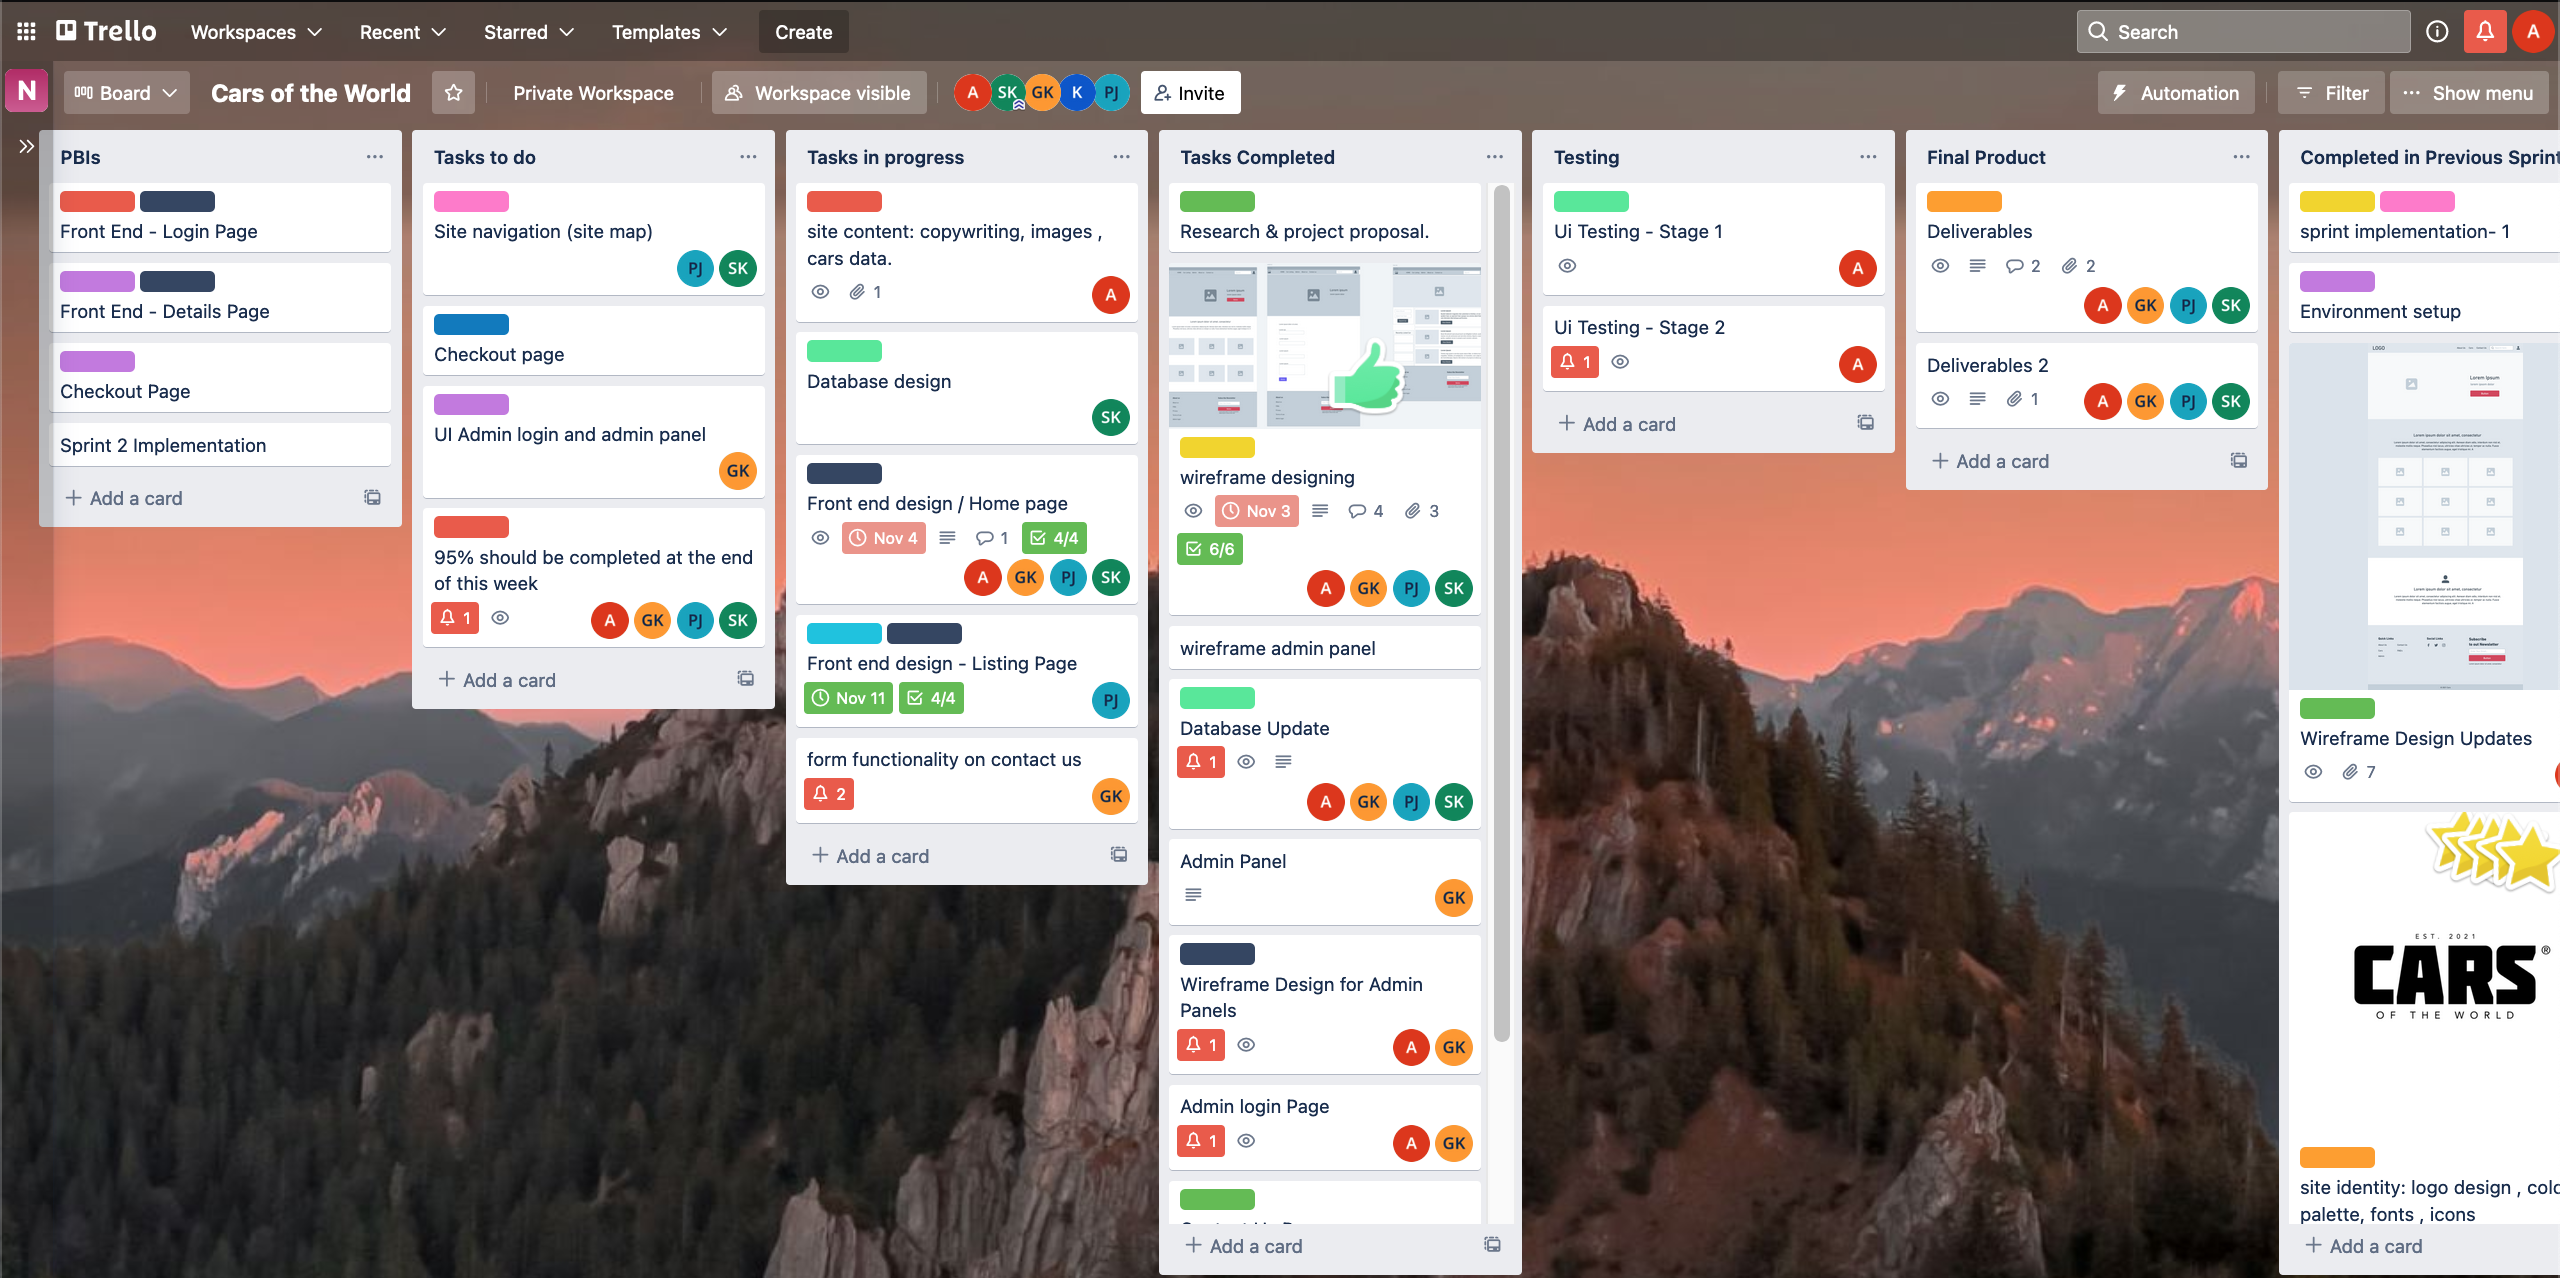 Trello
Workspaces
Recent
Starred
Templates
Create
Search
A
N
Board
Cars of the World
Private Workspace
Workspace visible
A
SK
GK
K
PJ
Invite
Automation
Filter
Show menu
PBIs
Front End - Login Page
Front End - Details Page
Checkout Page
Sprint 2 Implementation
Add a card
Tasks to do
Site navigation (site map)
PJ
SK
Checkout page
UI Admin login and admin panel
GK
95% should be completed at the end
of this week
1
A
GK
PJ
SK
Add a card
Tasks in progress
site content: copywriting, images ,
cars data.
1
A
Database design
SK
Front end design / Home page
Nov 4
1
4/4
A
GK
PJ
SK
Front end design - Listing Page
Nov 11
4/4
PJ
form functionality on contact us
2
GK
Add a card
Tasks Completed
Research & project proposal.
wireframe designing
Nov 3
4
3
6/6
A
GK
PJ
SK
wireframe admin panel
Database Update
1
A
GK
PJ
SK
Admin Panel
GK
Wireframe Design for Admin
Panels
1
A
GK
Admin login Page
1
A
GK
Add a card
Testing
Ui Testing - Stage 1
A
Ui Testing - Stage 2
1
A
Add a card
Final Product
Deliverables
2
2
A
GK
PJ
SK
Deliverables 2
1
A
GK
PJ
SK
Add a card
Completed in Previous Sprint
sprint implementation- 1
Environment setup
LOGO
Lorem Ipsum
Wireframe Design Updates
7
EST. 2021
CARS®
OF THE WORLD
site identity: logo design ,
palette, fonts , icons
Add a card